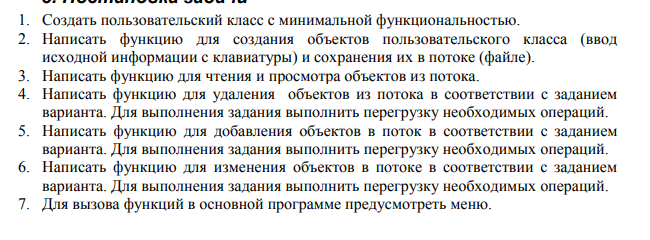 1. Создать пользовательский класс с минимальной функциональностью.
2. Написать функцию для создания объектов пользовательского класса (ввод
исходной информации с клавиатуры) и сохранения их в потоке (файле).
3. Написать функцию для чтения и просмотра объектов из потока.
4. Написать функцию для удаления объектов из потока в соответствии с заданием
варианта. Для выполнения задания выполнить перегрузку необходимых операций.
5. Написать функцию для добавления объектов в поток в соответствии с заданием
варианта. Для выполнения задания выполнить перегрузку необходимых операций.
6. Написать функцию для изменения объектов в потоке в соответствии с заданием
варианта. Для выполнения задания выполнить перегрузку необходимых операций.
7. Для вызова функций в основной программе предусмотреть меню.